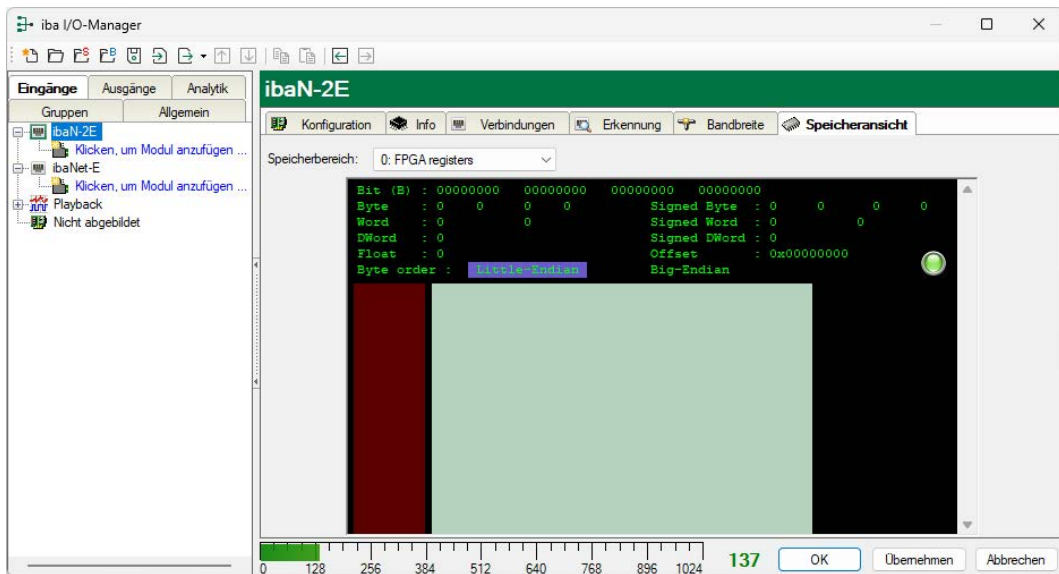 iba I/O-Manager
Eingänge Ausgänge Analytik
Gruppen Allgemein
ibaN-2E
Klicken, um Modul anzufügen ...
ibaNet-E
Klicken, um Modul anzufügen ...
Playback
Nicht abgebildet
ibaN-2E
Konfiguration Info Verbindungen Erkennung Bandbreite Speicheransicht
Speicherbereich: 0: FPGA registers
Bit (B) : 00000000 00000000 00000000 00000000
Byte : 0 0 0 0 Signed Byte : 0 0 0 0
Word : 0 0 Signed Word : 0 0
DWord : 0 Signed DWord : 0
Float : 0 Offset : 0x00000000
Byte order : Little-Endian Big-Endian
0 128 256 384 512 640 768 896 1024
137 OK Übernehmen Abbrechen